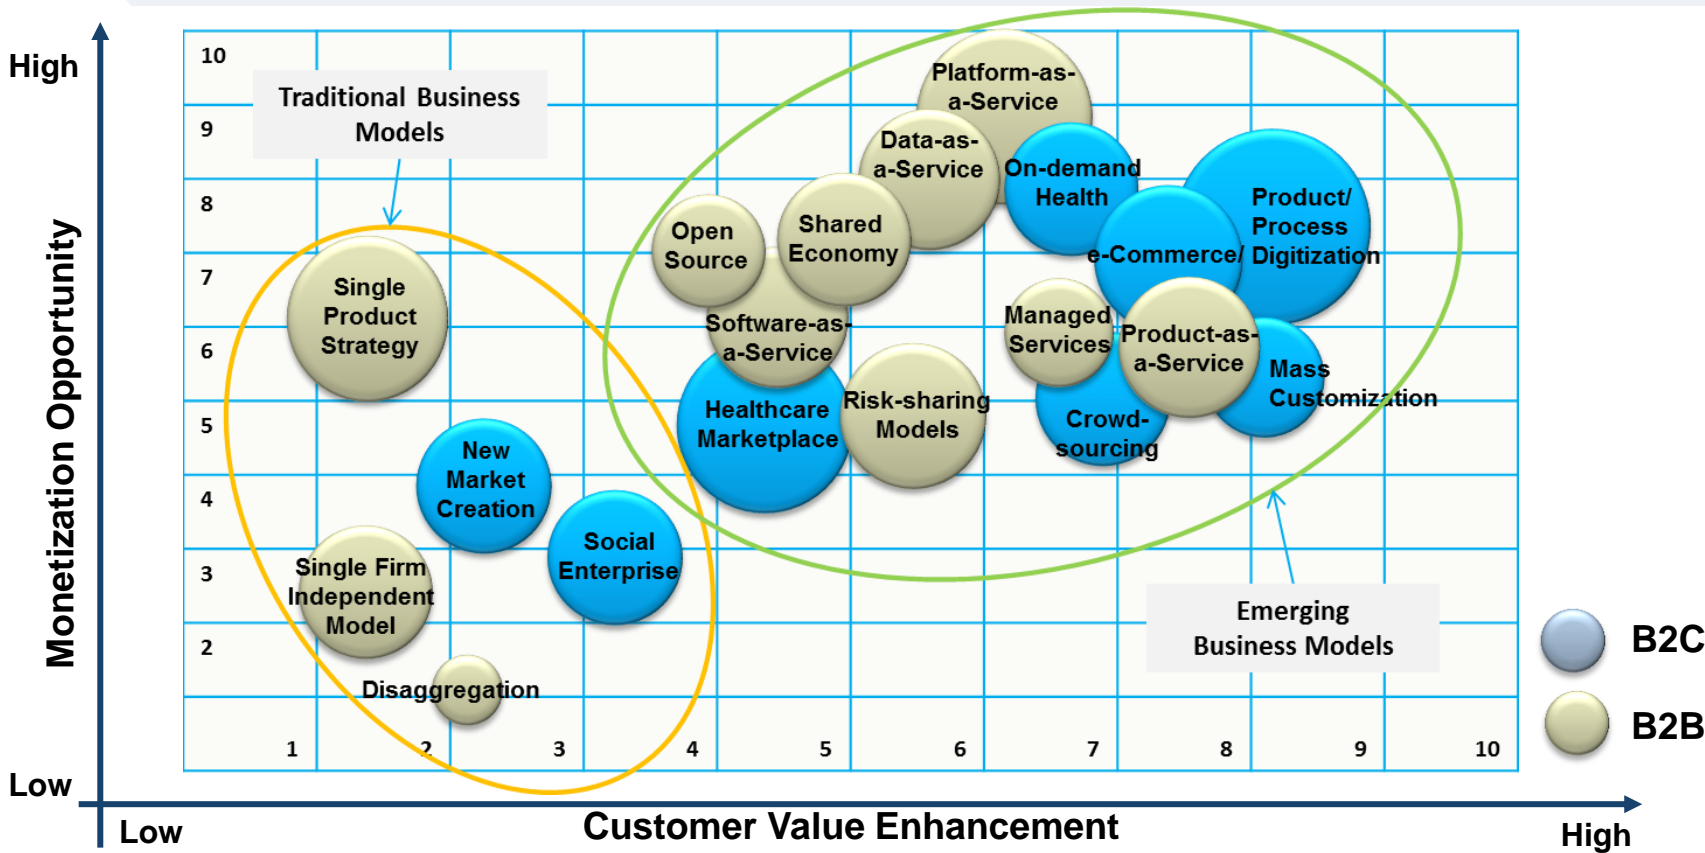 High
10
9
8
7
6
5
4
3
2
Low
Monetization Opportunity
Traditional Business
Models
Single
Product
Strategy
New
Market
Creation
Social
Enterprise
Single Firm
Independent
Model
Disaggregation
Platform-as-
a-Service
Data-as-
a-Service
On-demand
Health
Product/
Process
Digitization
Open
Source
Shared
Economy
e-Commerce/
Software-as-
a-Service
Managed
Services
Product-as-
a-Service
Mass
Customization
Healthcare
Marketplace
Risk-sharing
Models
Crowd-
sourcing
Emerging
Business Models
B2C
B2B
1 2 3 4 5 6 7 8 9 10
Low
Customer Value Enhancement
High